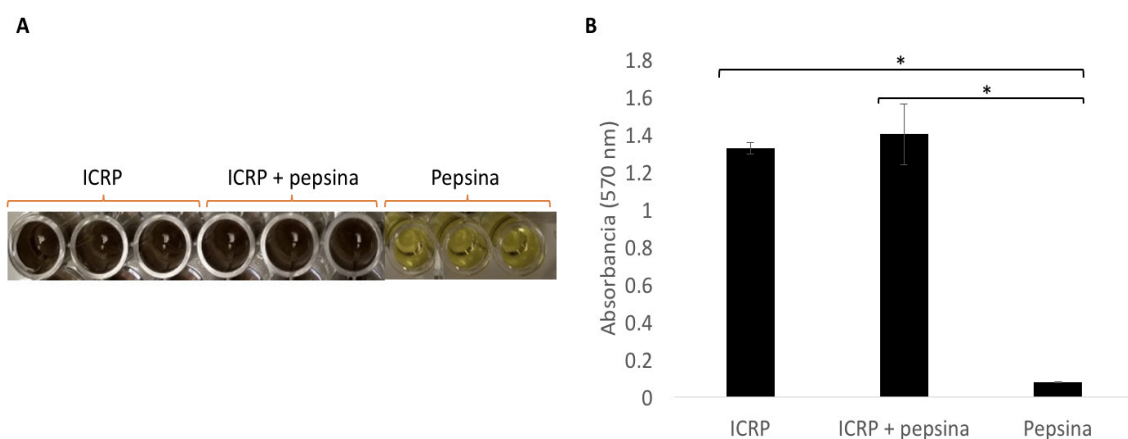 A
ICRP
ICRP + pepsina
Pepsina
B
Absorbancia (570 nm)
1.8
1.6
1.4
1.2
1
0.8
0.6
0.4
0.2
0
*
*
ICRP
ICRP + pepsina
Pepsina